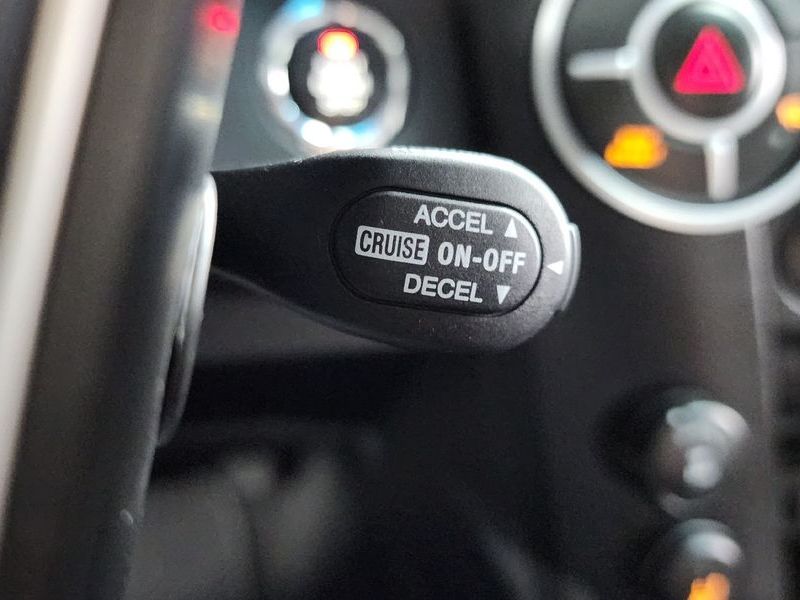 ACCEL ▲
CRUISE ON-OFF ◄
DECEL ▼